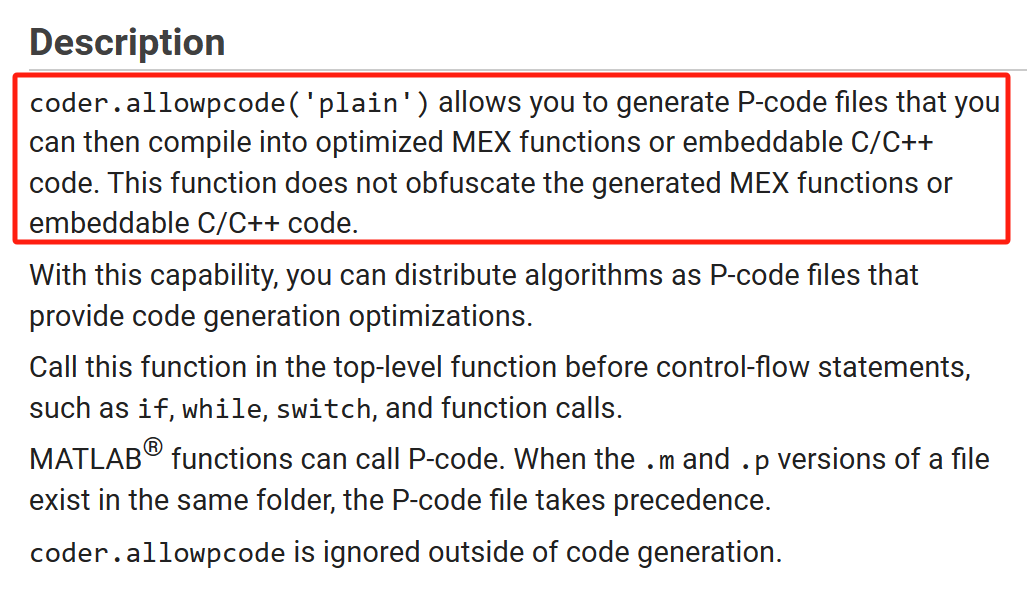 Description
coder.allowpcode('plain') allows you to generate P-code files that you
can then compile into optimized MEX functions or embeddable C/C++
code. This function does not obfuscate the generated MEX functions or
embeddable C/C++ code.
With this capability, you can distribute algorithms as P-code files that
provide code generation optimizations.
Call this function in the top-level function before control-flow statements,
such as if, while, switch, and function calls.
MATLAB® functions can call P-code. When the .m and .p versions of a file
exist in the same folder, the P-code file takes precedence.
coder.allowpcode is ignored outside of code generation.